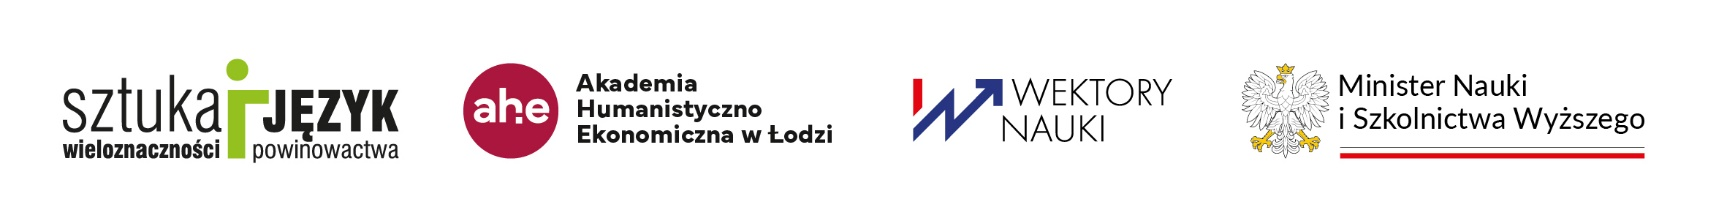 sztuka i JĘZYK
wieloznaczności i powinowactwa
ahe
Akademia
Humanistyczno
Ekonomiczna w Łodzi
WEKTORY
NAUKI
Minister Nauki
i Szkolnictwa Wyższego